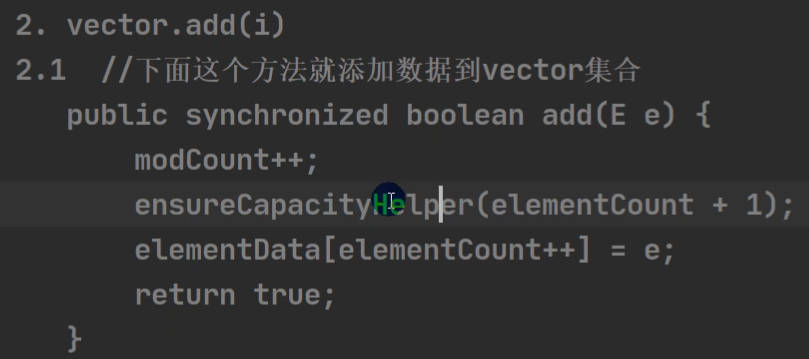 2. vector.add(i)
2.1  //下面这个方法就添加数据到vector集合
public synchronized boolean add(E e) {
modCount++;
ensureCapacityHelper(elementCount + 1);
elementData[elementCount++] = e;
return true;
}